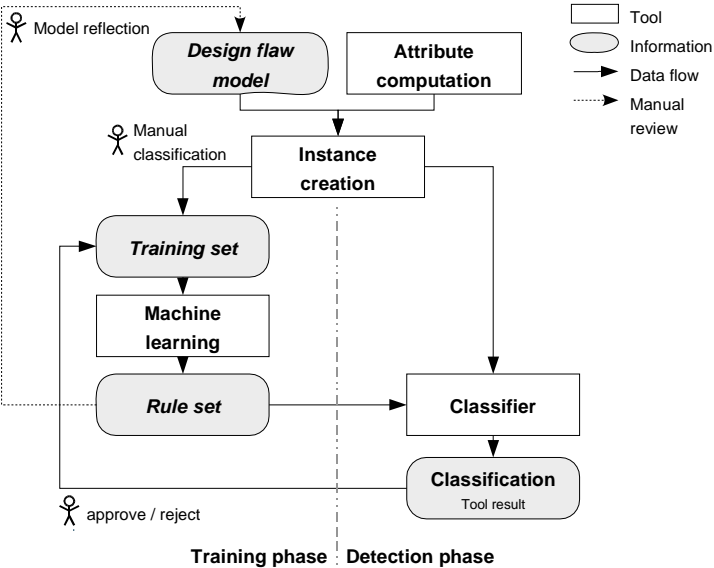 Model reflection
Design flaw
model
Attribute
computation
Tool
Information
Data flow
Manual
review
Manual
classification
Instance
creation
Training set
Machine
learning
Rule set
Classifier
Classification
Tool result
approve / reject
Training phase
Detection phase